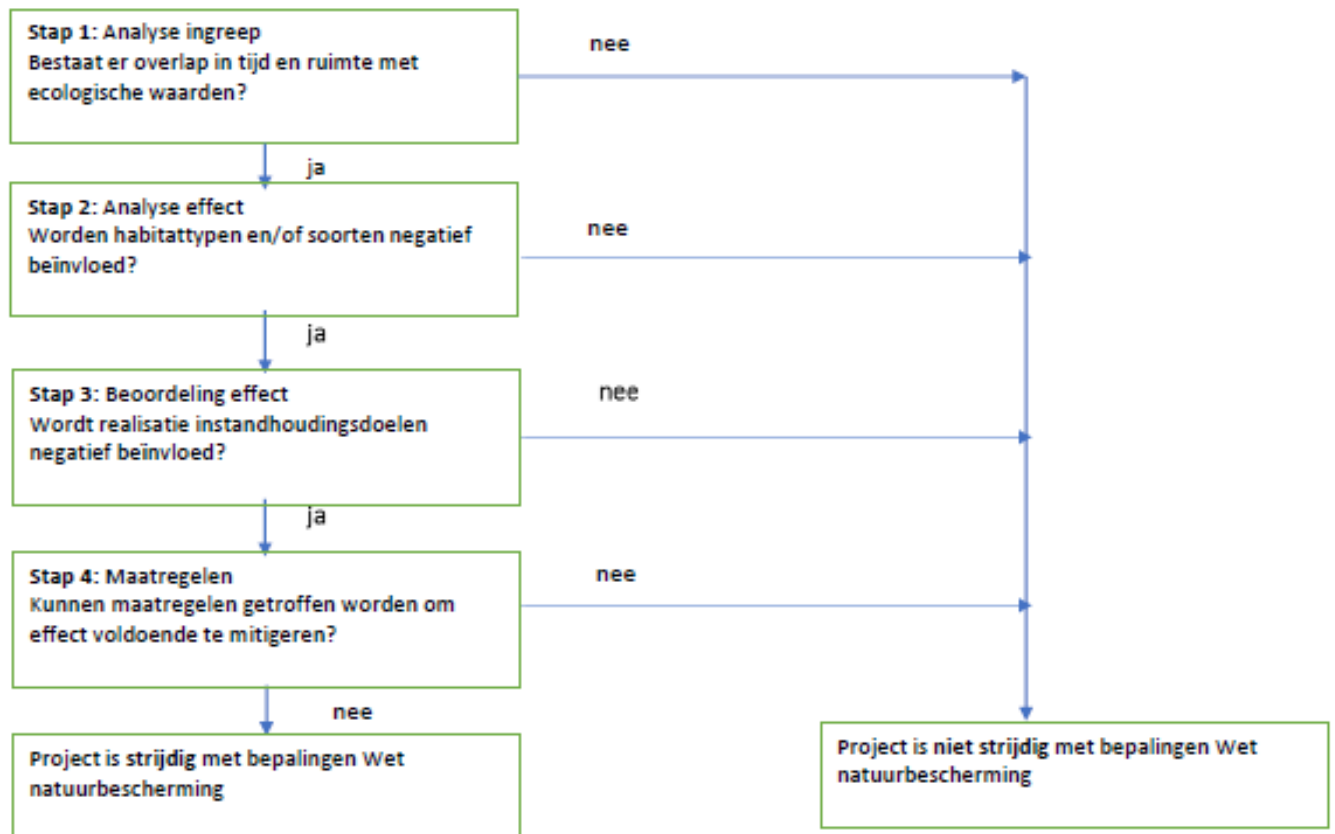 Stap 1: Analyse ingreep
Bestaat er overlap in tijd en ruimte met
ecologische waarden?
nee
ja
Stap 2: Analyse effect
Worden habitattypen en/of soorten negatief
beïnvloed?
nee
ja
Stap 3: Beoordeling effect
Wordt realisatie instandhoudingsdoelen
negatief beïnvloed?
nee
ja
Stap 4: Maatregelen
Kunnen maatregelen getroffen worden om
effect voldoende te mitigeren?
nee
nee
Project is strijdig met bepalingen Wet
natuurbescherming
Project is niet strijdig met bepalingen Wet
natuurbescherming